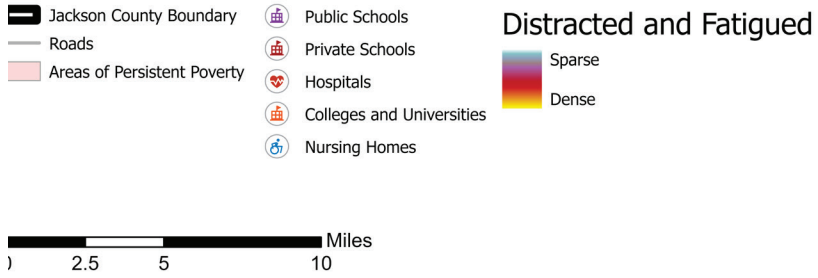 Jackson County Boundary
Roads
Areas of Persistent Poverty
Public Schools
Private Schools
Hospitals
Colleges and Universities
Nursing Homes
Distracted and Fatigued
Sparse
Dense
Miles
0 2.5 5 10